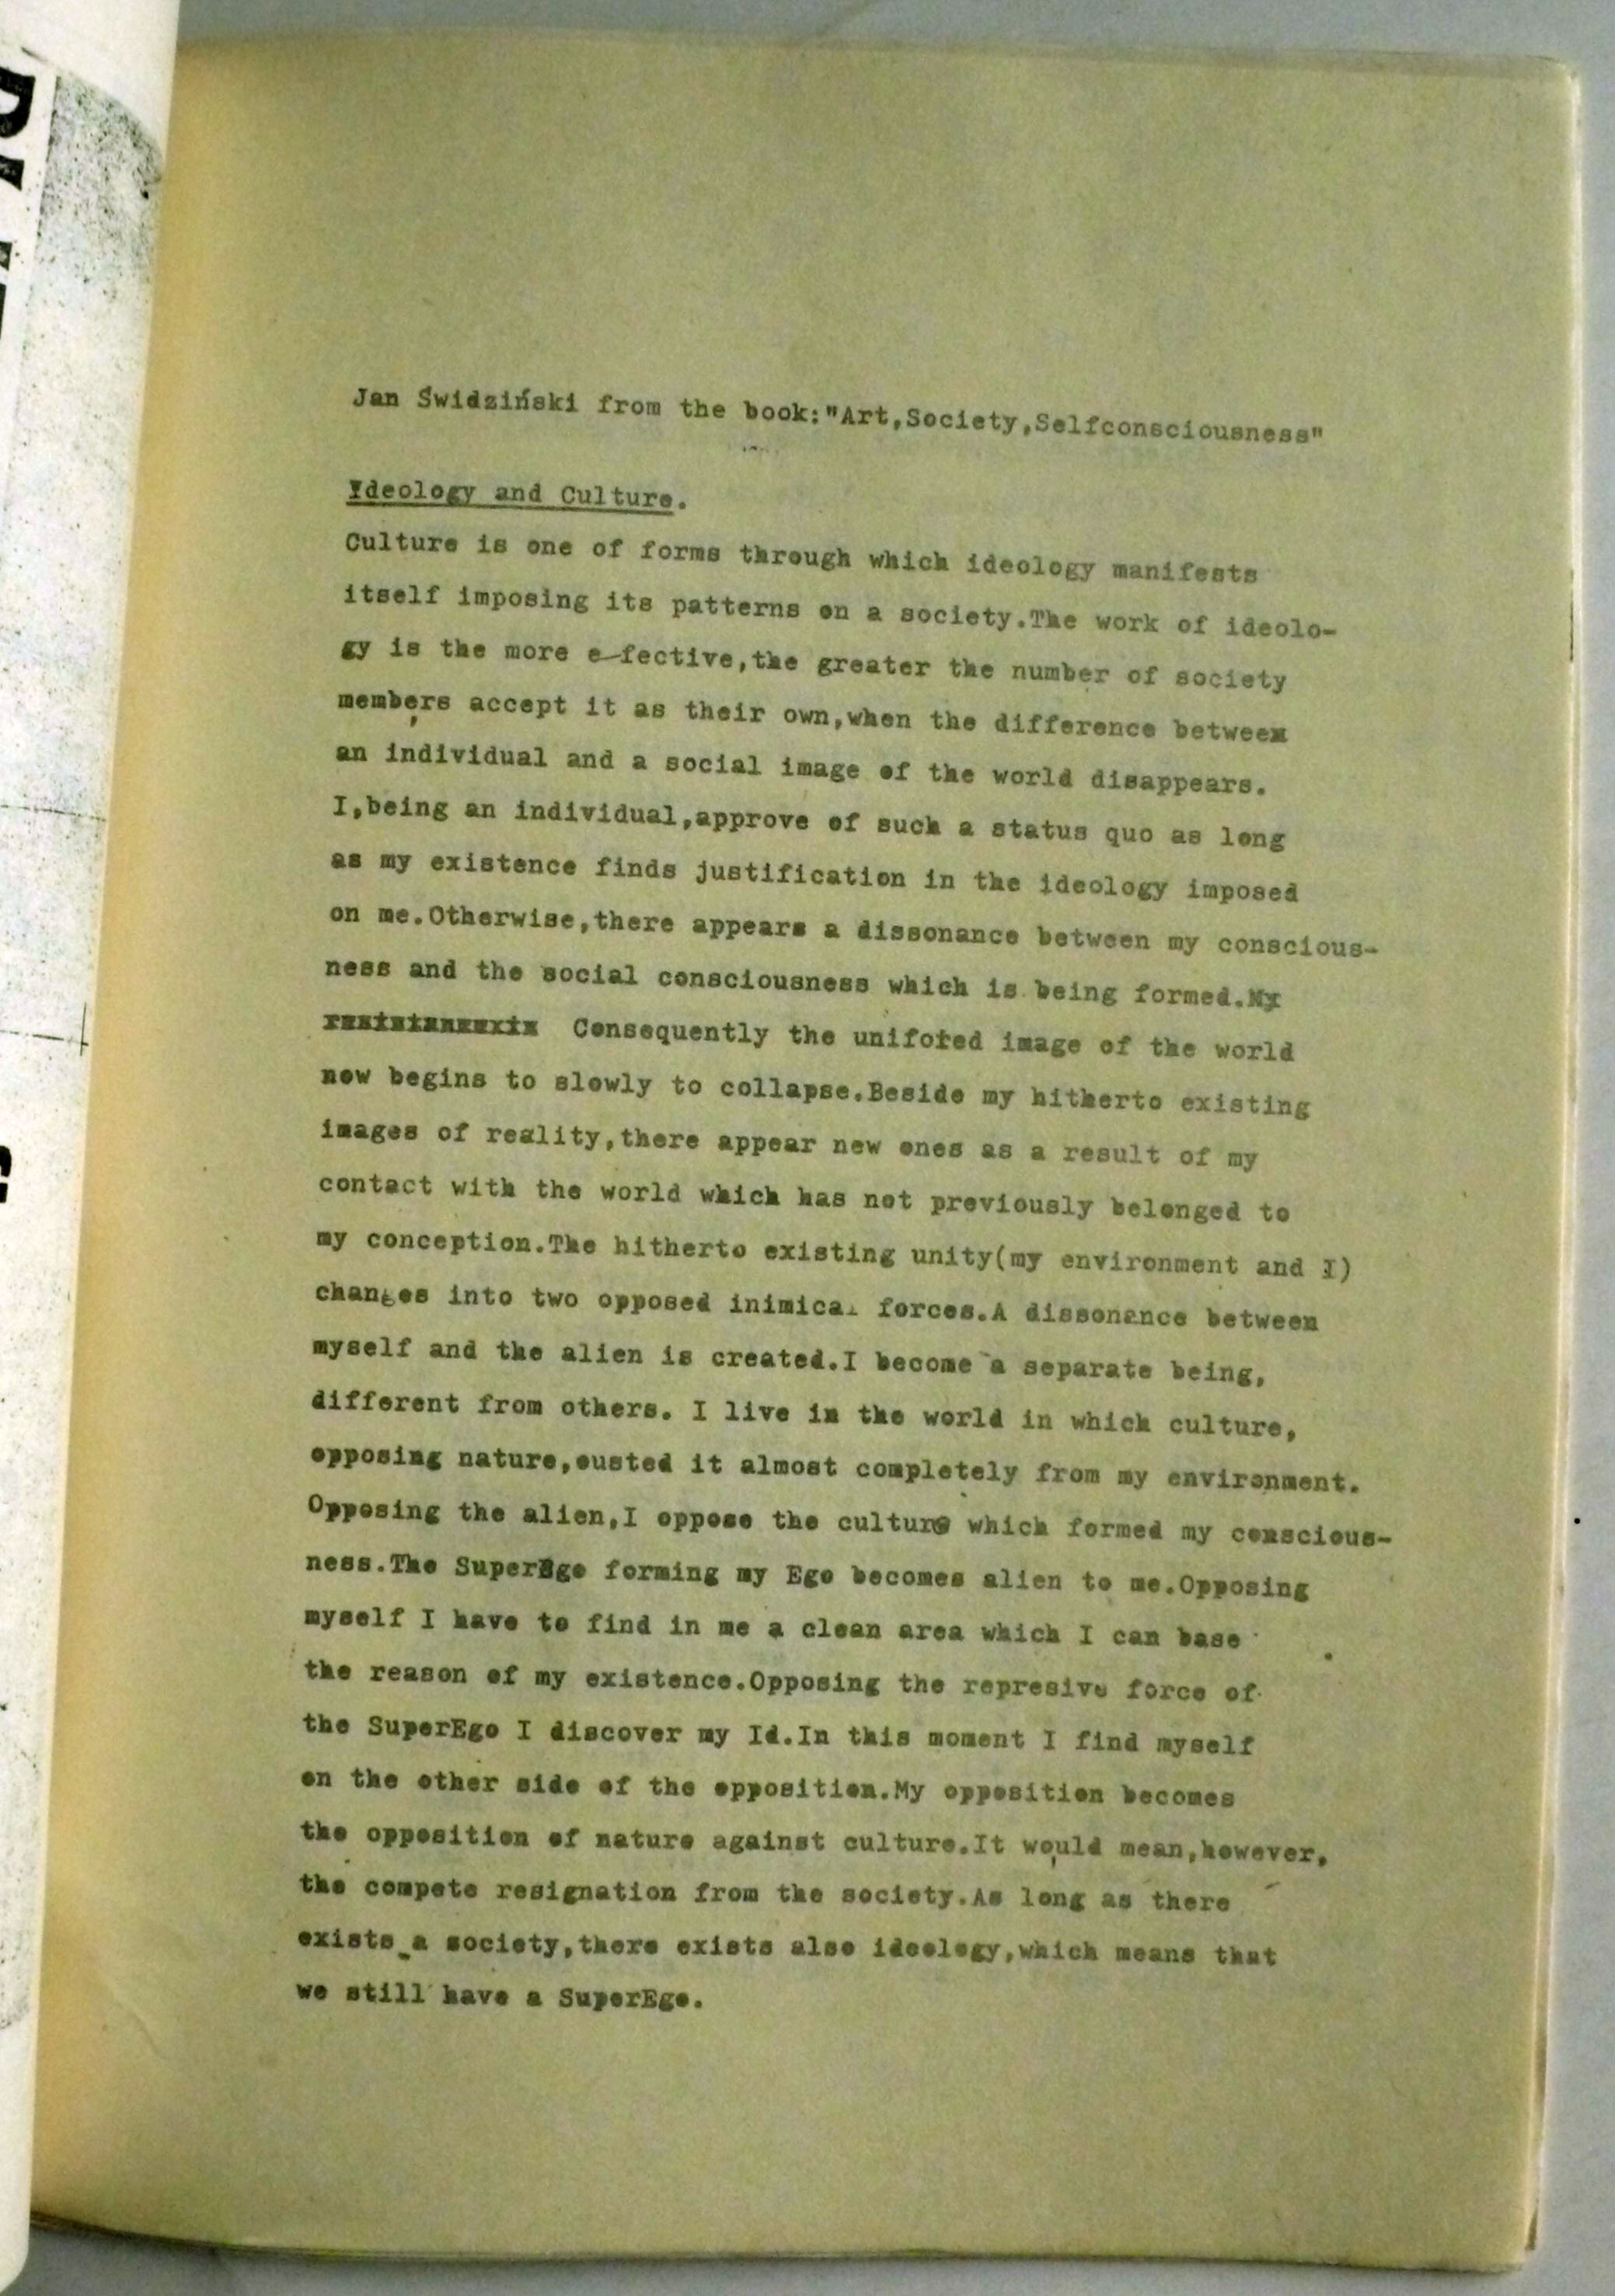 Jan Świdziński from the book:"Art,Society,Selfconsciousness"
Ideology and Culture.
Culture is one of forms through which ideology manifests
itself imposing its patterns on a society.The work of ideolo-
gy is the more e-fective,the greater the number of society
members accept it as their own,when the difference between
an individual and a social image of the world disappears.
I,being an individual,approve of such a status quo as long
as my existence finds justification in the ideology imposed
on me.Otherwise,there appears a dissonance between my conscious-
ness and the social consciousness which is being formed.My
Consequently the unifored image of the world
now begins to slowly to collapse.Beside my hitherto existing
images of reality,there appear new ones as a result of my
contact with the world which has not previously belonged to
my conception.The hitherto existing unity(my environment and I)
changes into two opposed inimical forces.A dissonance between
myself and the alien is created.I become a separate being,
different from others. I live in the world in which culture,
opposing nature,ousted it almost completely from my environment.
Opposing the alien,I oppose the culture which formed my conscious-
ness.The SuperEgo forming my Ego becomes alien to me.Opposing
myself I have to find in me a clean area which I can base
the reason of my existence.Opposing the represive force of
the SuperEgo I discover my Id.In this moment I find myself
on the other side of the opposition.My opposition becomes
the opposition of nature against culture.It would mean,however,
the compete resignation from the society.As long as there
exists a society,there exists also ideology,which means that
we still have a SuperEgo.